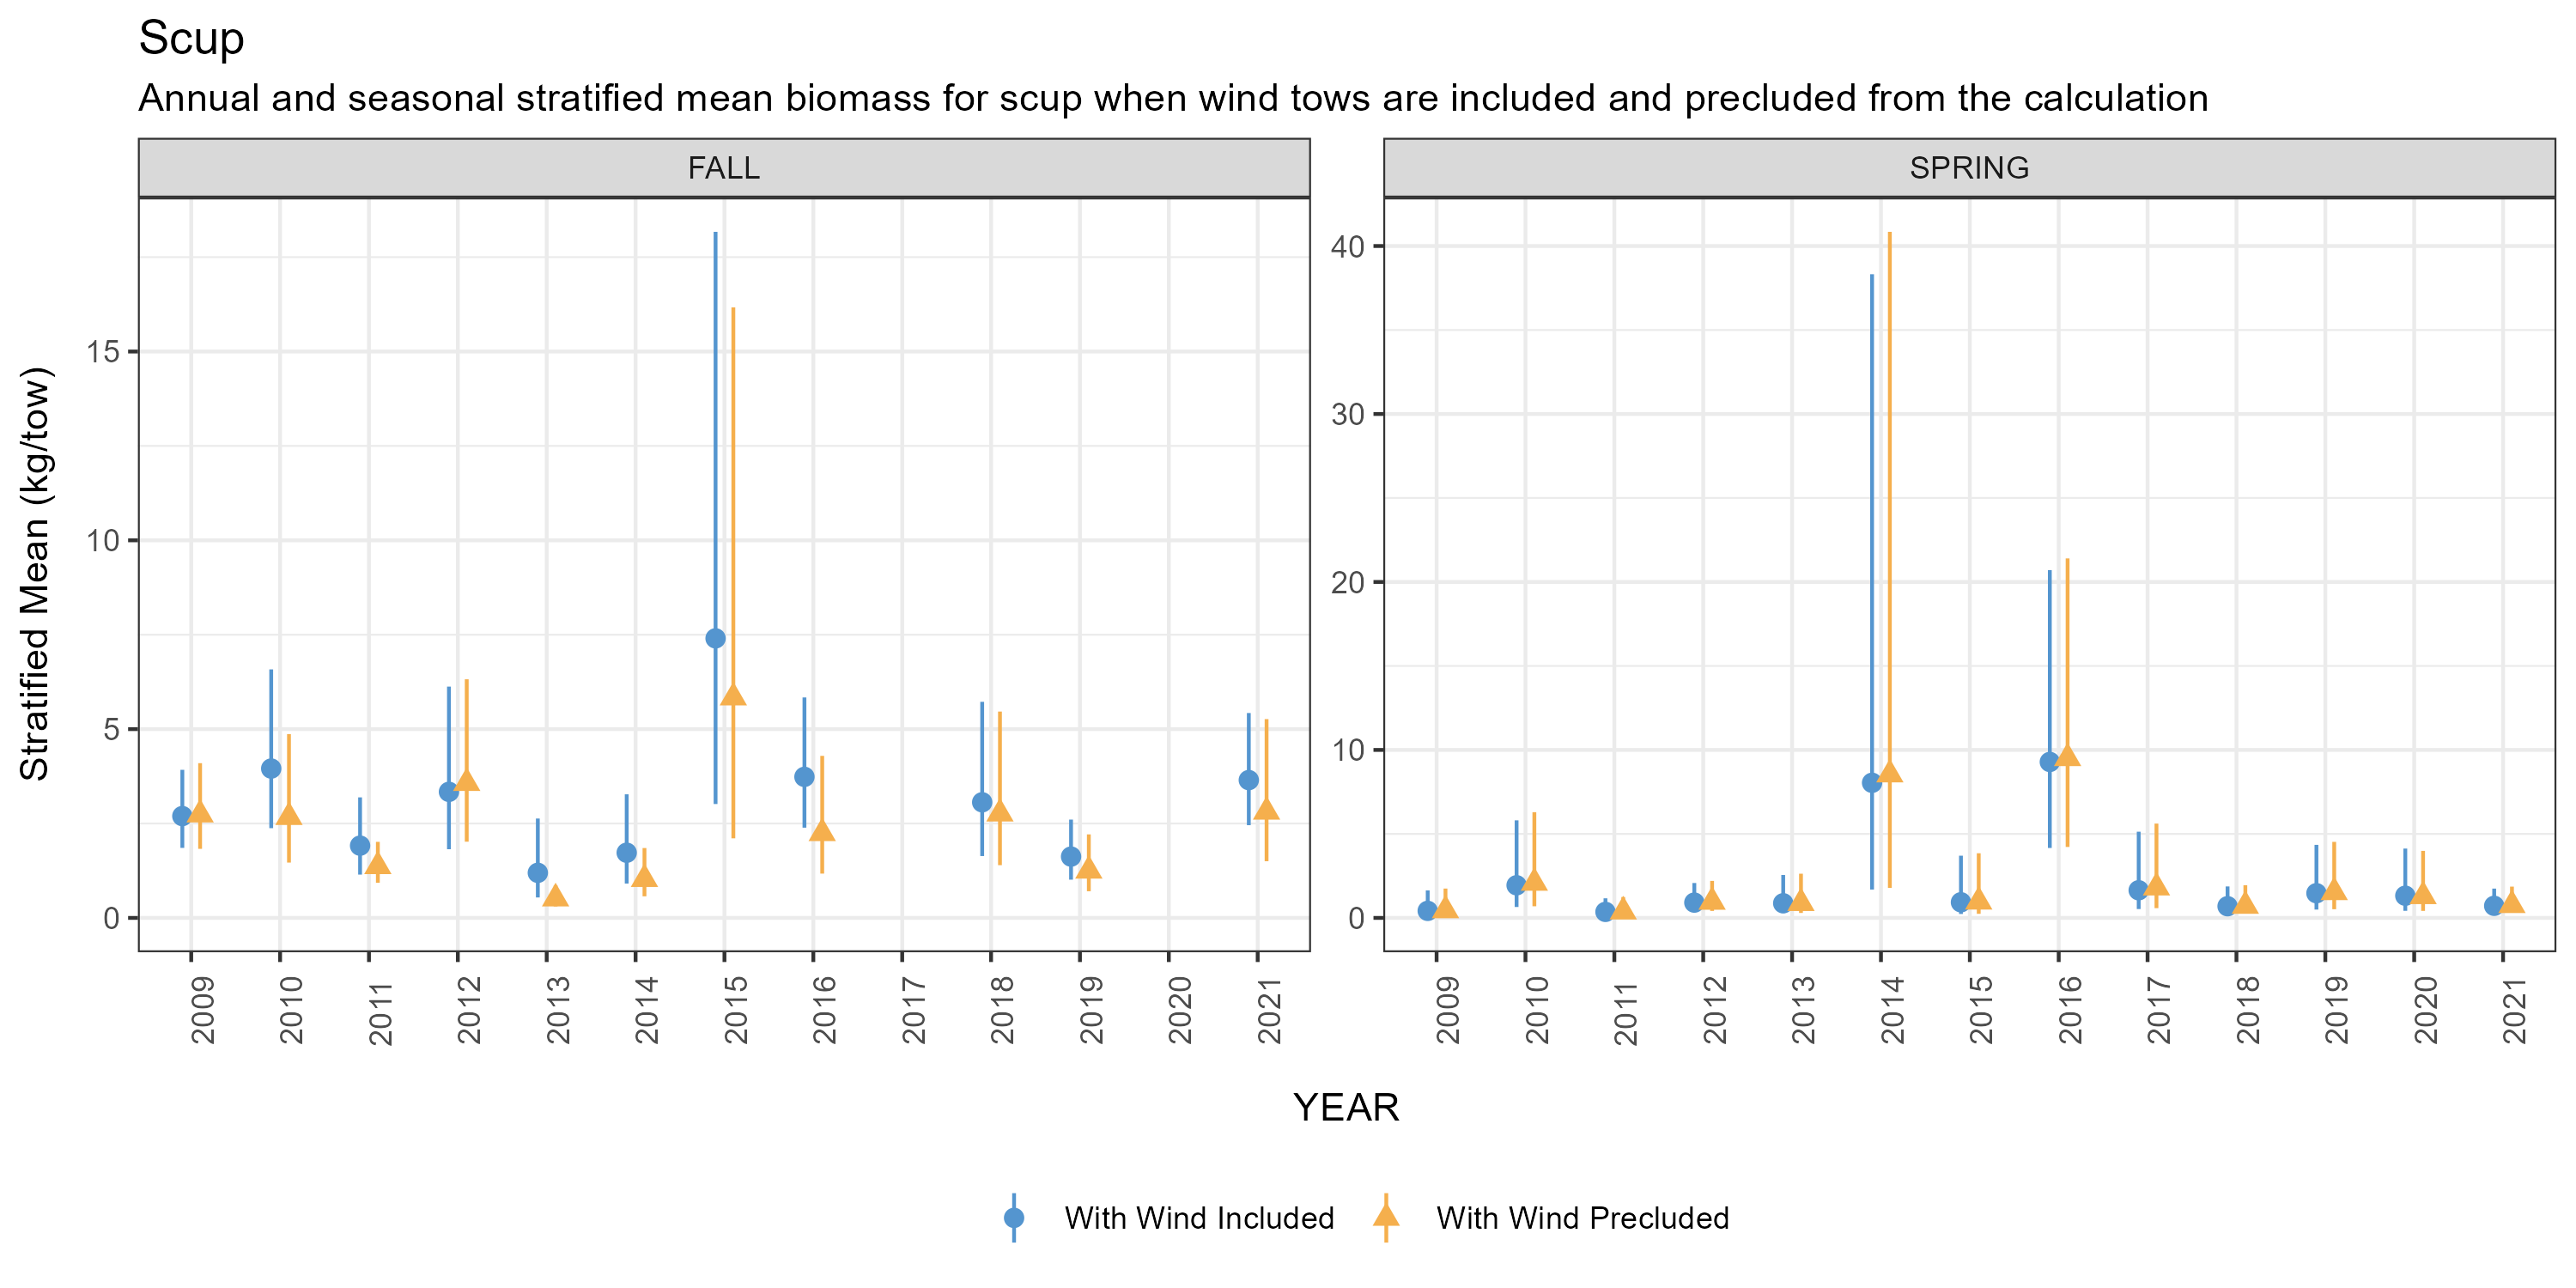 Scup
Annual and seasonal stratified mean biomass for scup when wind tows are included and precluded from the calculation
FALL
SPRING
Stratified Mean (kg/tow)
15
10
5
0
40
30
20
10
0
2009 2010 2011 2012 2013 2014 2015 2016 2017 2018 2019 2020 2021
2009 2010 2011 2012 2013 2014 2015 2016 2017 2018 2019 2020 2021
YEAR
With Wind Included With Wind Precluded